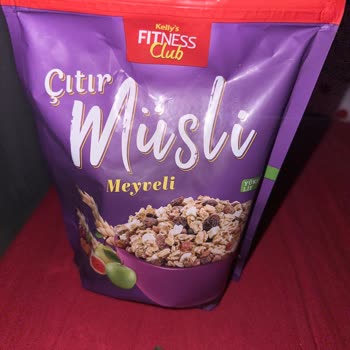 Kelly's
FITNESS
Club
Çıtır
Müsli
Meyveli